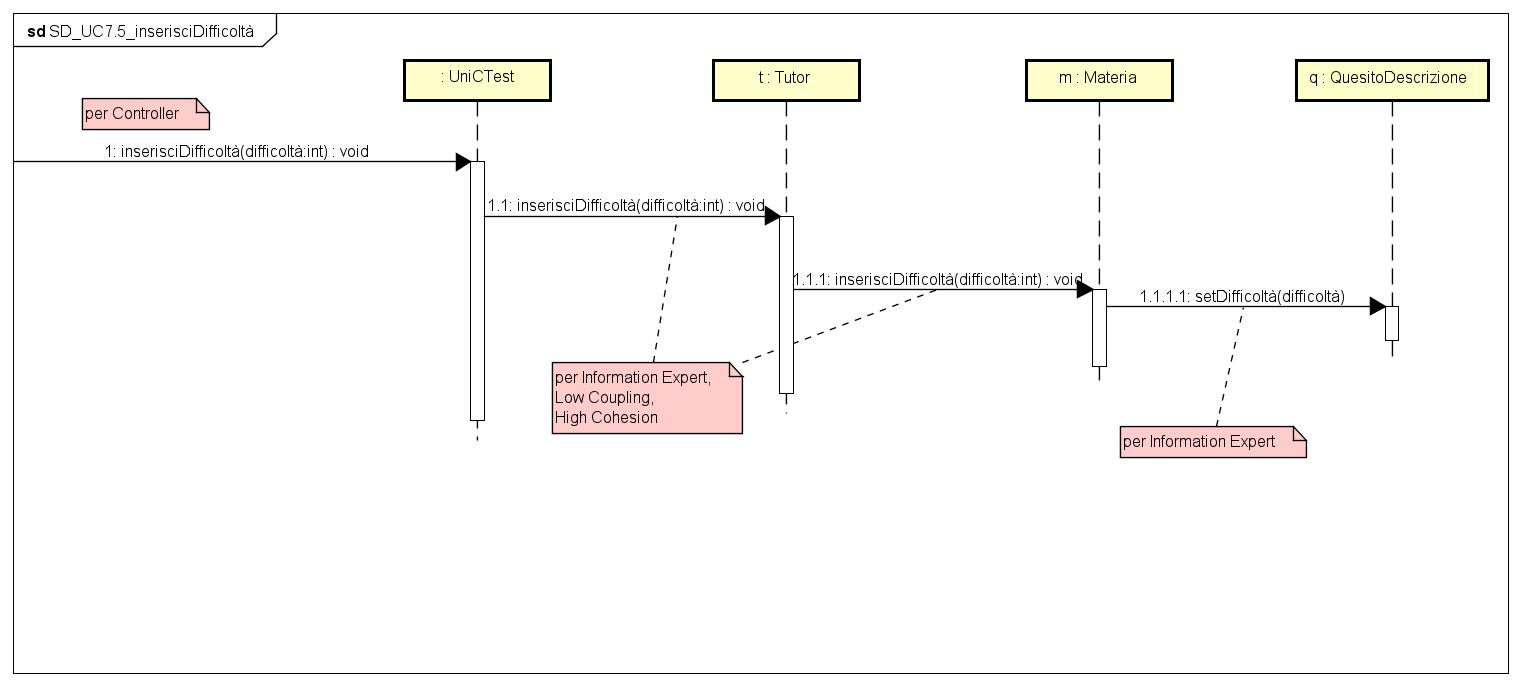 sd SD_UC7.5_inserisciDifficoltà
: UniCTest
t : Tutor
m : Materia
q : QuesitoDescrizione
per Controller
1: inserisciDifficoltà(difficoltà:int) : void
1.1: inserisciDifficoltà(difficoltà:int) : void
1.1.1: inserisciDifficoltà(difficoltà:int) : void
1.1.1.1: setDifficoltà(difficoltà)
per Information Expert,
Low Coupling,
High Cohesion
per Information Expert